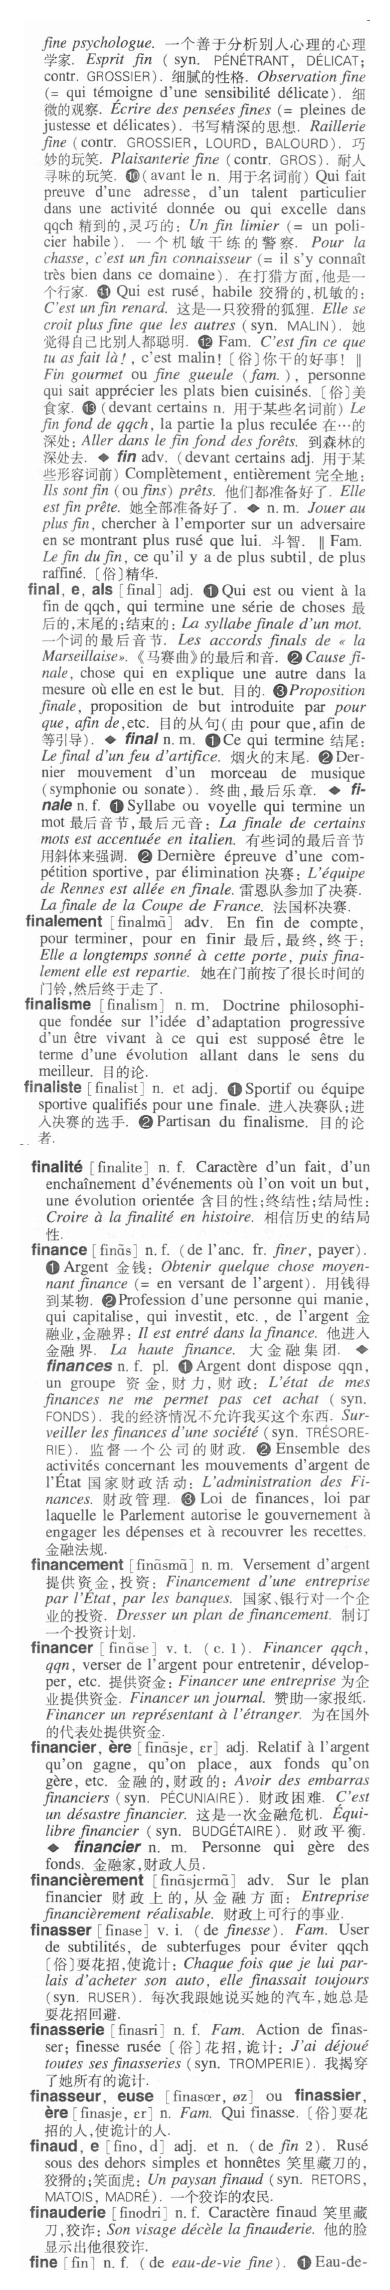 fine psychologue. 一个善于分析别人心理的心理
学家. Esprit fin (syn. PÉNÉTRANT, DÉLICAT;
contr. GROSSIER). 细腻的性格. Observation fine
(= qui témoigne d'une sensibilité délicate). 细
微的观察. Écrire des pensées fines (= pleines de
justesse et délicates). 书写精深的思想. Raillerie
fine (contr. GROSSIER, LOURD, BALOURD). 巧
妙的玩笑. Plaisanterie fine (contr. GROS). 耐人
寻味的玩笑. ❿ (avant le n. 用于名词前) Qui fait
preuve d'une adresse, d'un talent particulier
dans une activité donnée ou qui excelle dans
qqch 精到的,灵巧的: Un fin limier (= un poli-
cier habile). 一个机敏干练的警察. Pour la
chasse, c'est un fin connaisseur (= il s'y connaît
très bien dans ce domaine). 在打猎方面,他是一
个行家. ⓫ Qui est rusé, habile 狡猾的,机敏的:
C'est un fin renard. 这是一只狡猾的狐狸. Elle se
croit plus fine que les autres (syn. MALIN). 她
觉得自己比别人都聪明. ⓬ Fam. C'est fin ce que
tu as fait là!, c'est malin! 〔俗〕你干的好事! ‖
Fin gourmet ou fine gueule (fam.), personne
qui sait apprécier les plats bien cuisinés. 〔俗〕美
食家. ⓭ (devant certains n. 用于某些名词前) Le
fin fond de qqch, la partie la plus reculée 在…的
深处: Aller dans le fin fond des forêts. 到森林的
深处去. ◆ fin adv. (devant certains adj. 用于某
些形容词前) Complètement, entièrement 完全地:
Ils sont fin (ou fins) prêts. 他们都准备好了. Elle
est fin prête. 她全部准备好了. ◆ n. m. Jouer au
plus fin, chercher à l'emporter sur un adversaire
en se montrant plus rusé que lui. 斗智. ‖ Fam.
Le fin du fin, ce qu'il y a de plus subtil, de plus
raffiné. 〔俗〕精华.
final, e, als [final] adj. ❶ Qui est ou vient à la
fin de qqch, qui termine une série de choses 最
后的,末尾的;结束的: La syllabe finale d'un mot.
一个词的最后音节. Les accords finals de « la
Marseillaise». 《马赛曲》的最后和音. ❷ Cause fi-
nale, chose qui en explique une autre dans la
mesure où elle en est le but. 目的. ❸ Proposition
finale, proposition de but introduite par pour
que, afin de, etc. 目的从句(由 pour que, afin de
等引导). ◆ final n. m. ❶ Ce qui termine 结尾:
Le final d'un feu d'artifice. 烟火的末尾. ❷ Der-
nier mouvement d'un morceau de musique
(symphonie ou sonate). 终曲,最后乐章. ◆ fi-
nale n. f. ❶ Syllabe ou voyelle qui termine un
mot 最后音节,最后元音: La finale de certains
mots est accentuée en italien. 有些词的最后音节
用斜体来强调. ❷ Dernière épreuve d'une com-
pétition sportive, par élimination 决赛: L'équipe
de Rennes est allée en finale. 雷恩队参加了决赛.
La finale de la Coupe de France. 法国杯决赛.
finalement [finalmɑ̃] adv. En fin de compte,
pour terminer, pour en finir 最后,最终,终于:
Elle a longtemps sonné à cette porte, puis fina-
lement elle est repartie. 她在门前按了很长时间的
门铃,然后终于走了.
finalisme [finalism] n. m. Doctrine philosophi-
que fondée sur l'idée d'adaptation progressive
d'un être vivant à ce qui est supposé être le
terme d'une évolution allant dans le sens du
meilleur. 目的论.
finaliste [finalist] n. et adj. ❶ Sportif ou équipe
sportive qualifiés pour une finale. 进入决赛队;进
入决赛的选手. ❷ Partisan du finalisme. 目的论
者.
finalité [finalite] n. f. Caractère d'un fait, d'un
enchaînement d'événements où l'on voit un but,
une évolution orientée 含目的性;终结性;结局性:
Croire à la finalité en histoire. 相信历史的结局
性.
finance [finɑ̃s] n. f. (de l'anc. fr. finer, payer).
❶ Argent 金钱: Obtenir quelque chose moyen-
nant finance (= en versant de l'argent). 用钱得
到某物. ❷ Profession d'une personne qui manie,
qui capitalise, qui investit, etc., de l'argent 金
融业,金融界: Il est entré dans la finance. 他进入
金融界. La haute finance. 大金融集团. ◆
finances n. f. pl. ❶ Argent dont dispose qqn,
un groupe 资金,财力,财政: L'état de mes
finances ne me permet pas cet achat (syn.
FONDS). 我的经济情况不允许我买这个东西. Sur-
veiller les finances d'une société (syn. TRÉSORE-
RIE). 监督一个公司的财政. ❷ Ensemble des
activités concernant les mouvements d'argent de
l'État 国家财政活动: L'administration des Fi-
nances. 财政管理. ❸ Loi de finances, loi par
laquelle le Parlement autorise le gouvernement à
engager les dépenses et à recouvrer les recettes.
金融法规.
financement [finɑ̃smɑ̃] n. m. Versement d'argent
提供资金,投资: Financement d'une entreprise
par l'État, par les banques. 国家、银行对一个企
业的投资. Dresser un plan de financement. 制订
一个投资计划.
financer [finɑ̃se] v. t. (c. 1). Financer qqch,
qqn, verser de l'argent pour entretenir, dévelop-
per, etc. 提供资金: Financer une entreprise 为企
业提供资金. Financer un journal. 赞助一家报纸.
Financer un représentant à l'étranger. 为在国外
的代表处提供资金.
financier, ère [finɑ̃sje, ɛr] adj. Relatif à l'argent
qu'on gagne, qu'on place, aux fonds qu'on
gère, etc. 金融的,财政的: Avoir des embarras
financiers (syn. PÉCUNIAIRE). 财政困难. C'est
un désastre financier. 这是一次金融危机. Équi-
libre financier (syn. BUDGÉTAIRE). 财政平衡.
◆ financier n. m. Personne qui gère des
fonds. 金融家,财政人员.
financièrement [finɑ̃sjɛrmɑ̃] adv. Sur le plan
financier 财政上的,从金融方面: Entreprise
financièrement réalisable. 财政上可行的事业.
finasser [finase] v. i. (de finesse). Fam. User
de subtilités, de subterfuges pour éviter qqch
〔俗〕耍花招,使诡计: Chaque fois que je lui par-
lais d'acheter son auto, elle finassait toujours
(syn. RUSER). 每次我跟她说买她的汽车,她总是
耍花招回避.
finasserie [finasri] n. f. Fam. Action de finas-
ser; finesse rusée 〔俗〕花招,诡计: J'ai déjoué
toutes ses finasseries (syn. TROMPERIE). 我揭穿
了她所有的诡计.
finasseur, euse [finasœr, øz] ou finassier,
ère [finasje, ɛr] n. Fam. Qui finasse. 〔俗〕耍花
招的人,使诡计的人.
finaud, e [fino, d] adj. et n. (de fin 2). Rusé
sous des dehors simples et honnêtes 笑里藏刀的,
狡猾的;笑面虎: Un paysan finaud (syn. RETORS,
MATOIS, MADRÉ). 一个狡诈的农民.
finauderie [finodri] n. f. Caractère finaud 笑里藏
刀,狡诈: Son visage décèle la finauderie. 他的脸
显示出他很狡诈.
fine [fin] n. f. (de eau-de-vie fine). ❶ Eau-de-